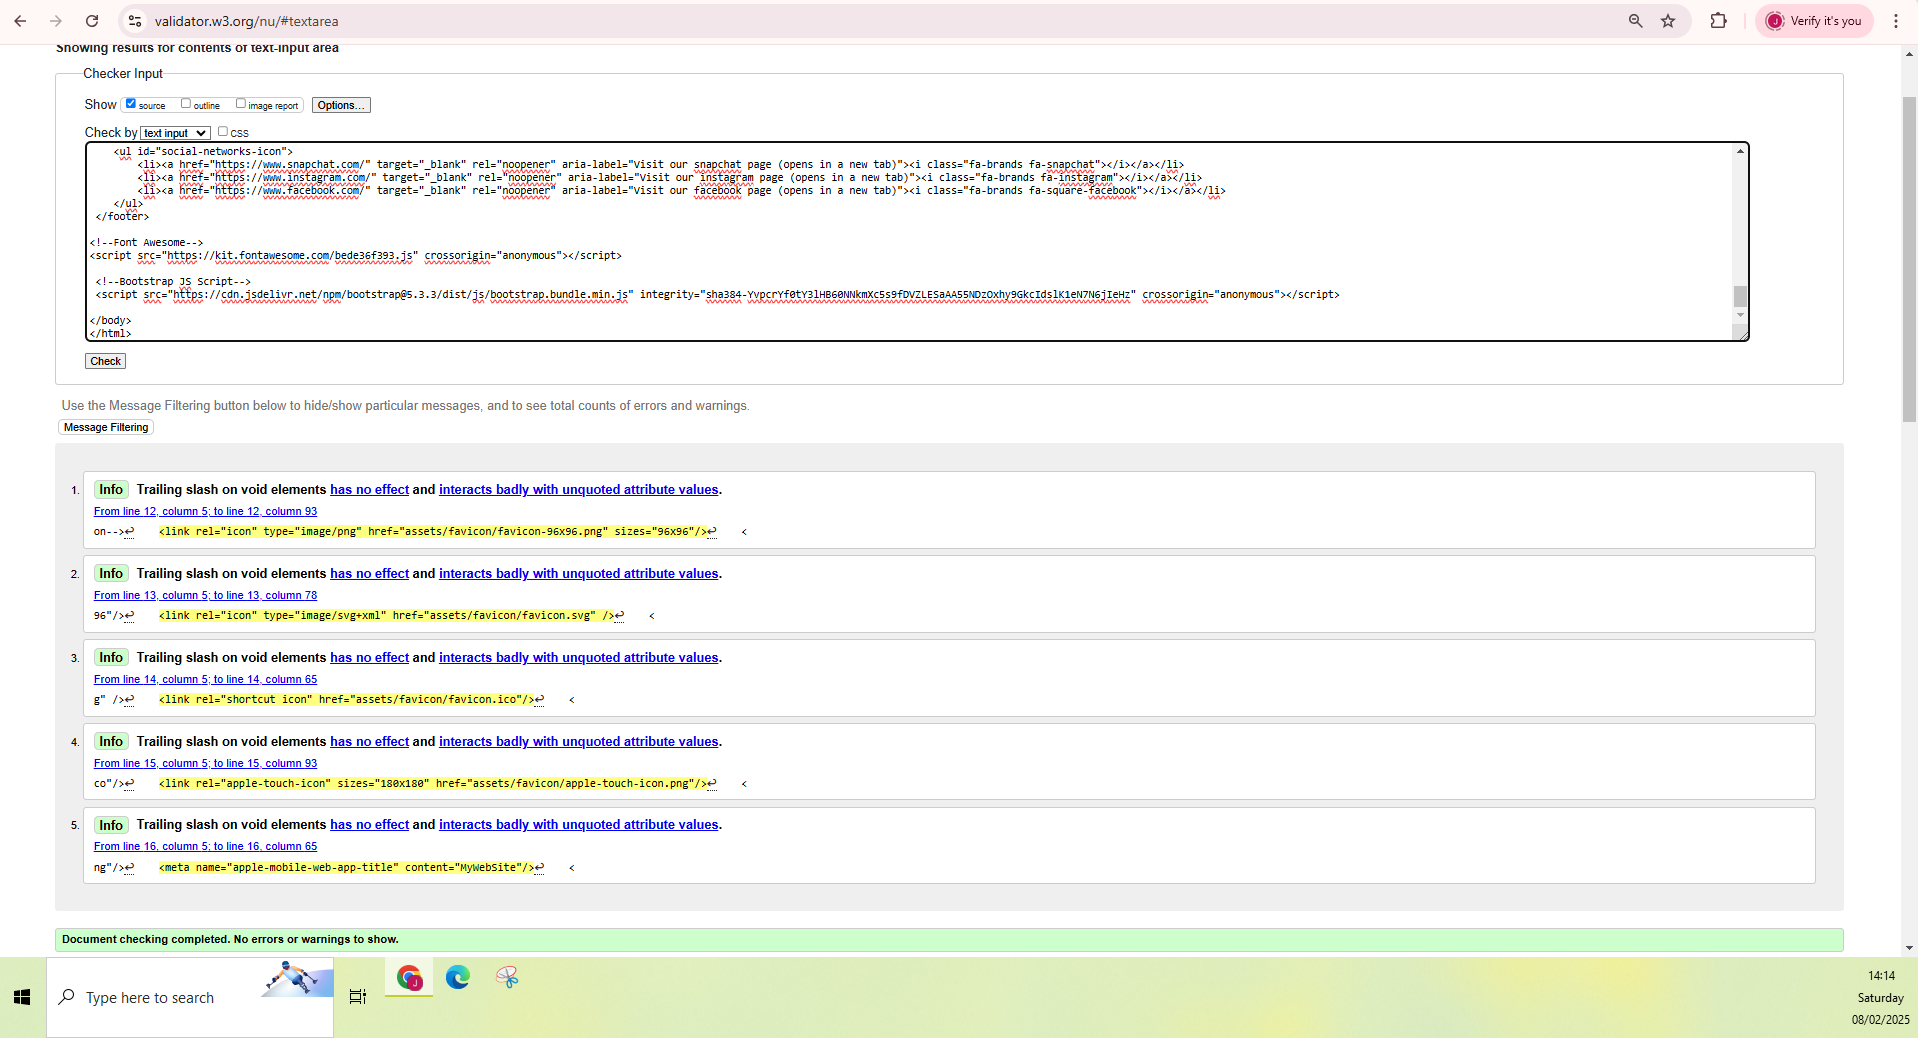 validator.w3.org/nu/#textarea
Verify it's you
Showing results for contents of text-input area
Checker Input
Show source outline image report Options...
Check by text input CSS
<ul id="social-networks-icon">
<li><a href="https://www.snapchat.com/" target="_blank" rel="noopener" aria-label="Visit our snapchat page (opens in a new tab)"><i class="fa-brands fa-snapchat"></i></a></li>
<li><a href="https://www.instagram.com/" target="_blank" rel="noopener" aria-label="Visit our instagram page (opens in a new tab)"><i class="fa-brands fa-instagram"></i></a></li>
<li><a href="https://www.facebook.com/" target="_blank" rel="noopener" aria-label="Visit our facebook page (opens in a new tab)"><i class="fa-brands fa-square-facebook"></i></a></li>
</ul>
</footer>
<!--Font Awesome-->
<script src="https://kit.fontawesome.com/bede36f393.js" crossorigin="anonymous"></script>
<!--Bootstrap JS Script-->
<script src="https://cdn.jsdelivr.net/npm/bootstrap@5.3.3/dist/js/bootstrap.bundle.min.js" integrity="sha384-YvpcrYf0tY3lHB60NNkmXc5s9fDVZLESaAA55NDzOxhy9GkcIdslK1eN7N6jIeHz" crossorigin="anonymous"></script>
</body>
</html>
Check
Use the Message Filtering button below to hide/show particular messages, and to see total counts of errors and warnings.
Message Filtering
1. Info Trailing slash on void elements has no effect and interacts badly with unquoted attribute values.
From line 12, column 5; to line 12, column 93
on-->↩ <link rel="icon" type="image/png" href="assets/favicon/favicon-96x96.png" sizes="96x96"/>↩ <
2. Info Trailing slash on void elements has no effect and interacts badly with unquoted attribute values.
From line 13, column 5; to line 13, column 78
96"/>↩ <link rel="icon" type="image/svg+xml" href="assets/favicon/favicon.svg" />↩ <
3. Info Trailing slash on void elements has no effect and interacts badly with unquoted attribute values.
From line 14, column 5; to line 14, column 65
g" />↩ <link rel="shortcut icon" href="assets/favicon/favicon.ico"/>↩ <
4. Info Trailing slash on void elements has no effect and interacts badly with unquoted attribute values.
From line 15, column 5; to line 15, column 93
co"/>↩ <link rel="apple-touch-icon" sizes="180x180" href="assets/favicon/apple-touch-icon.png"/>↩ <
5. Info Trailing slash on void elements has no effect and interacts badly with unquoted attribute values.
From line 16, column 5; to line 16, column 65
ng"/>↩ <meta name="apple-mobile-web-app-title" content="MyWebSite"/>↩ <
Document checking completed. No errors or warnings to show.
Type here to search
14:14
Saturday
08/02/2025